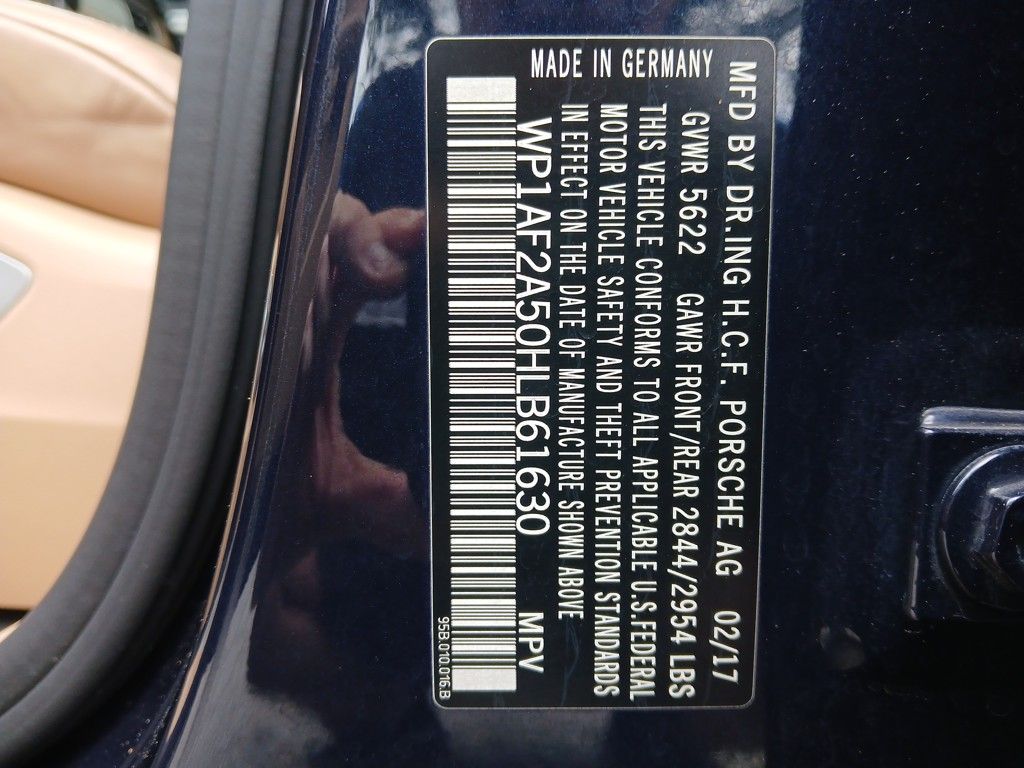 MFD BY DR.ING H.C.F. PORSCHE AG 02/17
GVWR 5622 GAWR FRONT/REAR 2844/2954 LBS
THIS VEHICLE CONFORMS TO ALL APPLICABLE U.S.FEDERAL
MOTOR VEHICLE SAFETY AND THEFT PREVENTION STANDARDS
IN EFFECT ON THE DATE OF MANUFACTURE SHOWN ABOVE
WP1AF2A50HLB61630 MPV
MADE IN GERMANY
95B.010.016.B